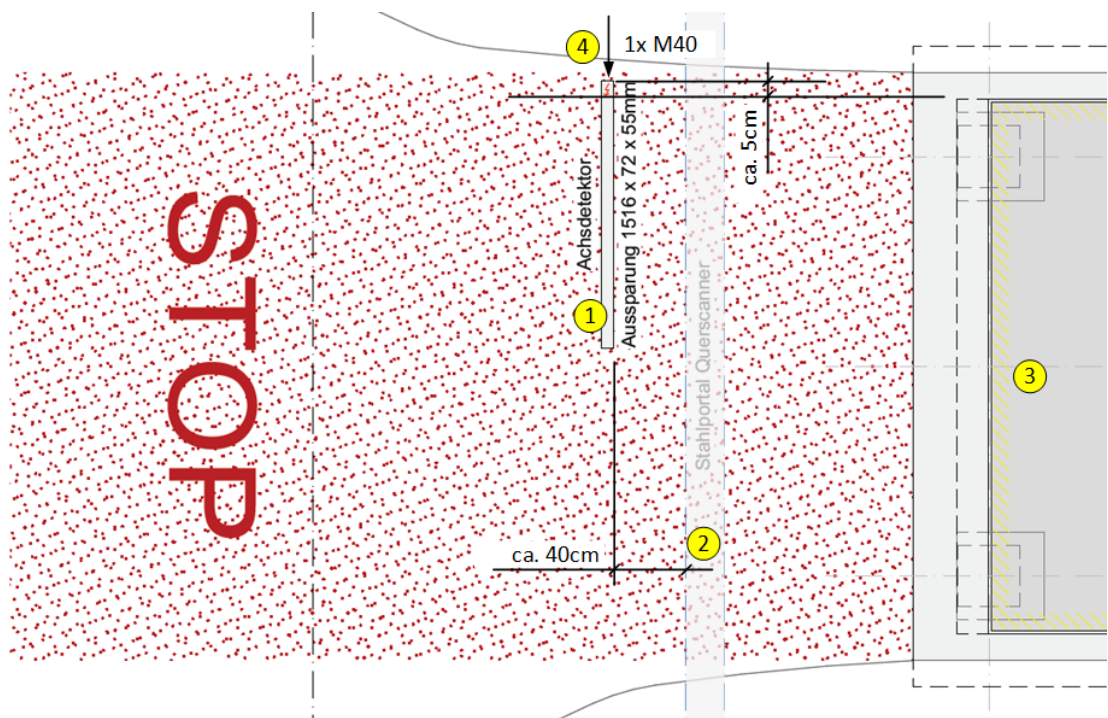 4
1x M40
ca. 5cm
Achsdetektor
Aussparung 1516 x 72 x 55mm
STOP
Stahlportal Querscanner
1
3
2
ca. 40cm